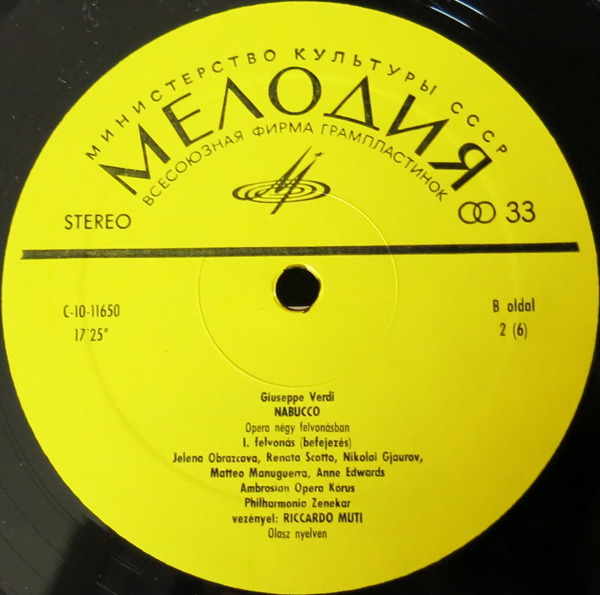 МИНИСТЕРСТВО КУЛЬТУРЫ СССР
МЕЛОДИЯ
ВСЕСОЮЗНАЯ ФИРМА ГРАМПЛАСТИНОК
STEREO
33
C-10-11650
17'25"
B oldal
2 (6)
Giuseppe Verdi
NABUCCO
Opera négy felvonásban
I. felvonás (befejezés)
Jelena Obrazcova, Renata Scotto, Nikolai Gjaurov,
Matteo Manuguerra, Anne Edwards
Ambrosian Opera Korus
Philharmonia Zenekar
vezényel: RICCARDO MUTI
Olasz nyelven